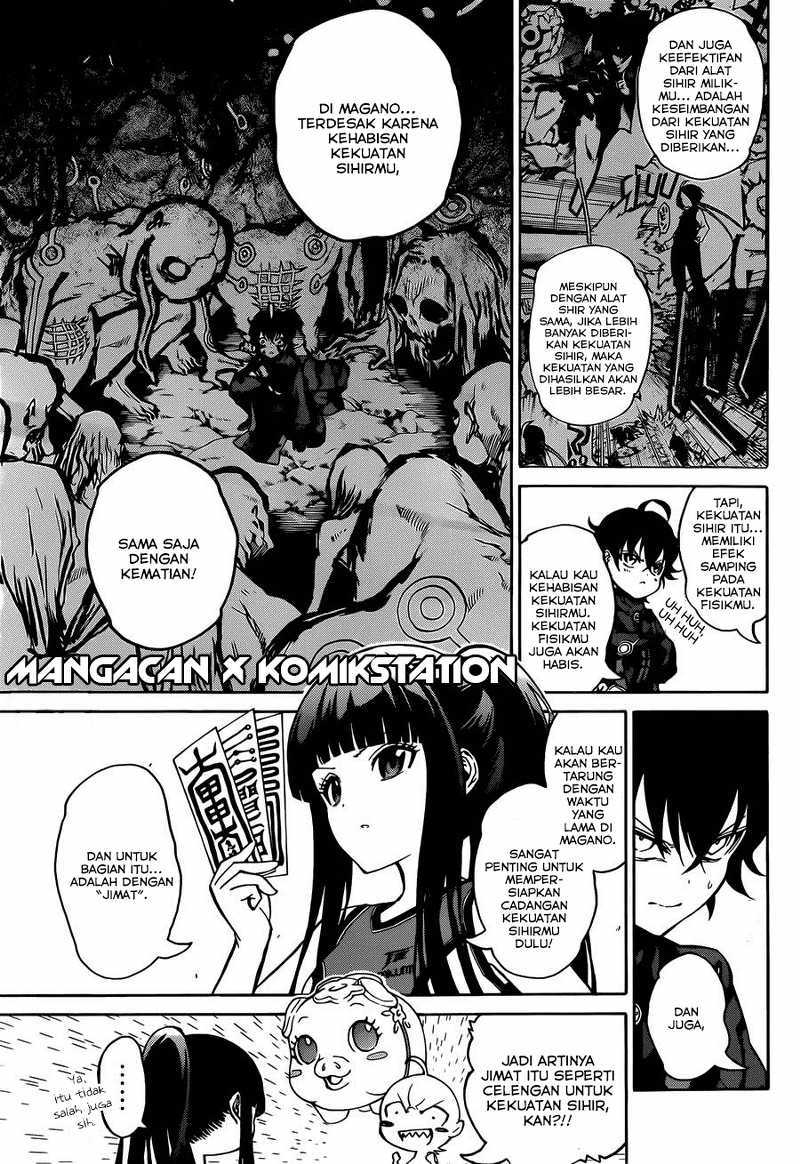 DAN JUGA
KEEFEKTIFAN
DARI ALAT
SIHIR MILIK-
MU... ADALAH
KESEIMBANGAN
DARI KEKUATAN
SIHIR YANG
DIBERIKAN...
MESKIPUN
DENGAN ALAT
SHIR YANG
SAMA, JIKA LEBIH
BANYAK DIBERI-
KAN KEKUATAN
SIHIR, MAKA
KEKUATAN YANG
DIHASILKAN AKAN
LEBIH BESAR.
DI MAGANO...
TERDESAK KARENA
KEHABISAN
KEKUATAN
SIHIRMU,
SAMA SAJA
DENGAN
KEMATIAN!
TAPI,
KEKUATAN
SIHIR ITU...
MEMILIKI
EFEK
SAMPING PADA
KEKUATAN
FISIKMU.
UH HUH,
UH HUH
KALAU KAU
KEHABISAN
KEKUATAN
SIHIRMU.
KEKUATAN
FISIKMU
JUGA AKAN
HABIS.
MANGACAN X KOMIKSTATION
DAN
JUGA,
KALAU KAU
AKAN BER-
TARUNG
DENGAN
WAKTU
YANG
LAMA DI
MAGANO.
SANGAT
PENTING UNTUK
MEMPER-
SIAPKAN
CADANGAN
KEKUATAN
SIHIRMU
DULU!
DAN UNTUK
BAGIAN ITU...
ADALAH DENGAN
"JIMAT".
JADI ARTINYA
JIMAT ITU SEPERTI
CELENGAN UNTUK
KEKUATAN SIHIR,
KAN?!!
Ya,
itu tidak
salah, juga
sih.